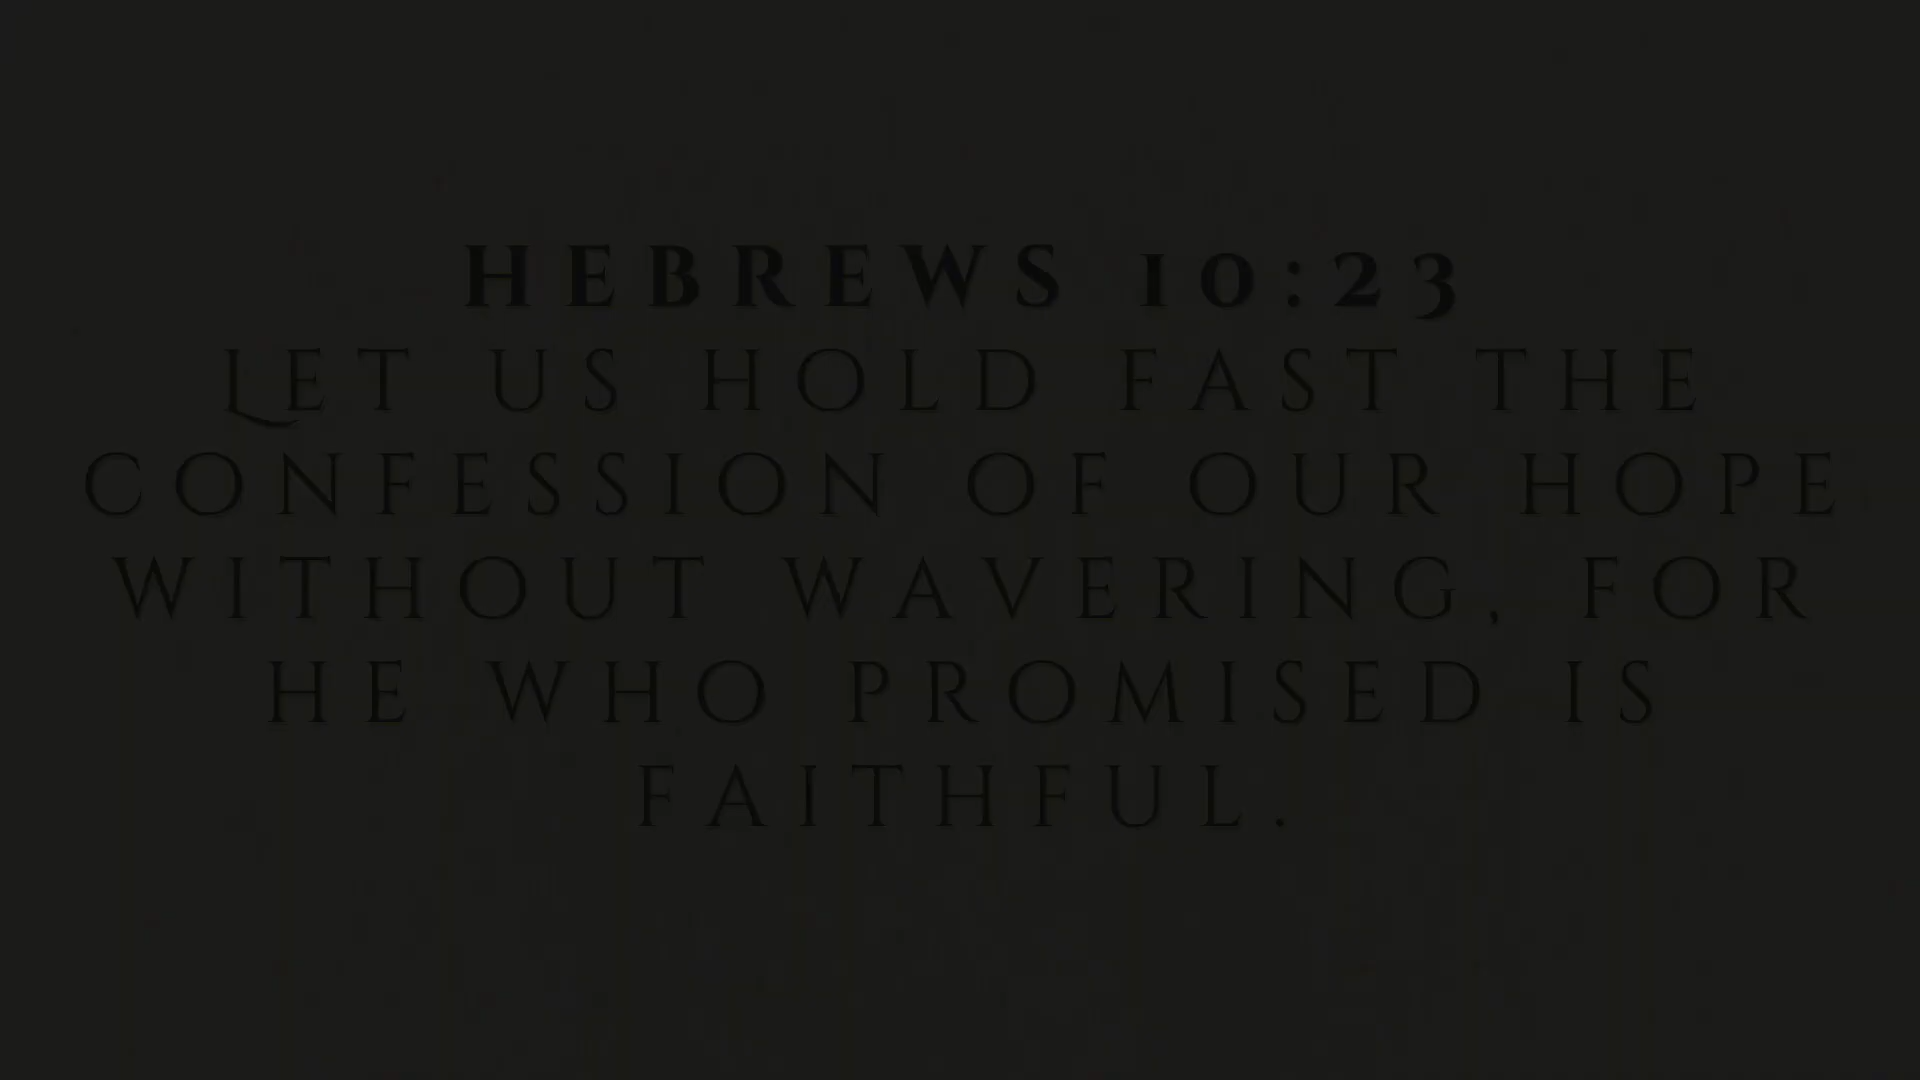 HEBREWS 10:23
LET US HOLD FAST THE
CONFESSION OF OUR HOPE
WITHOUT WAVERING, FOR
HE WHO PROMISED IS
FAITHFUL.